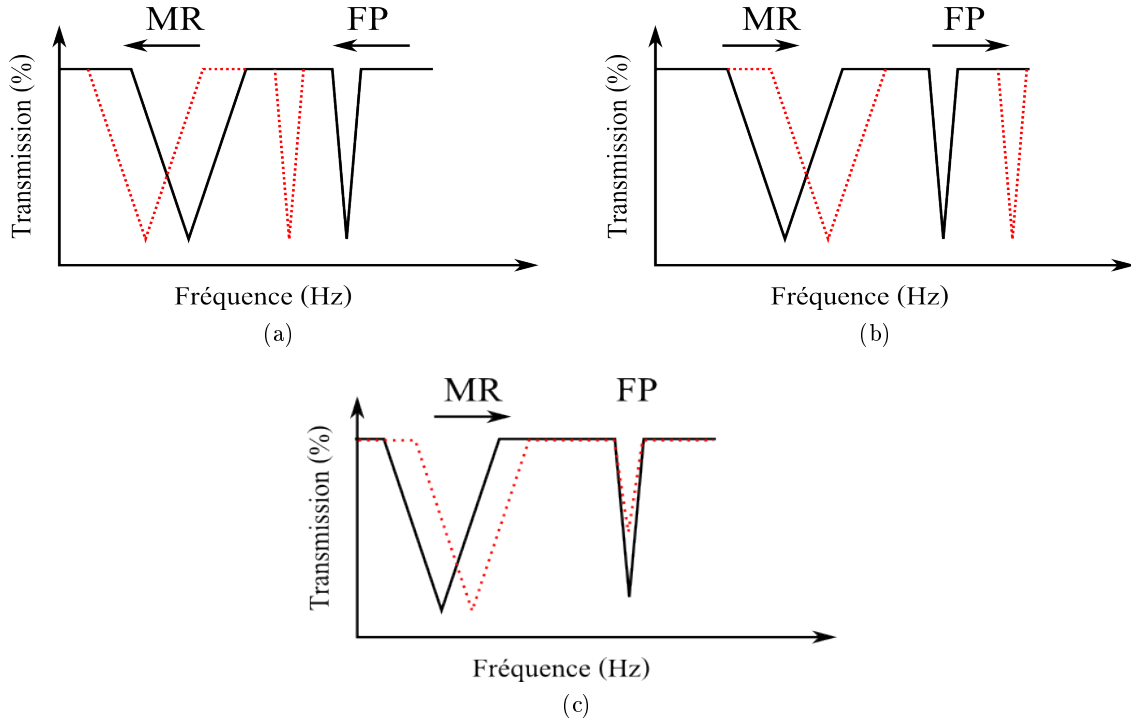 MR FP
Transmission (%)
Fréquence (Hz)
(a)
MR FP
Transmission (%)
Fréquence (Hz)
(b)
MR FP
Transmission (%)
Fréquence (Hz)
(c)